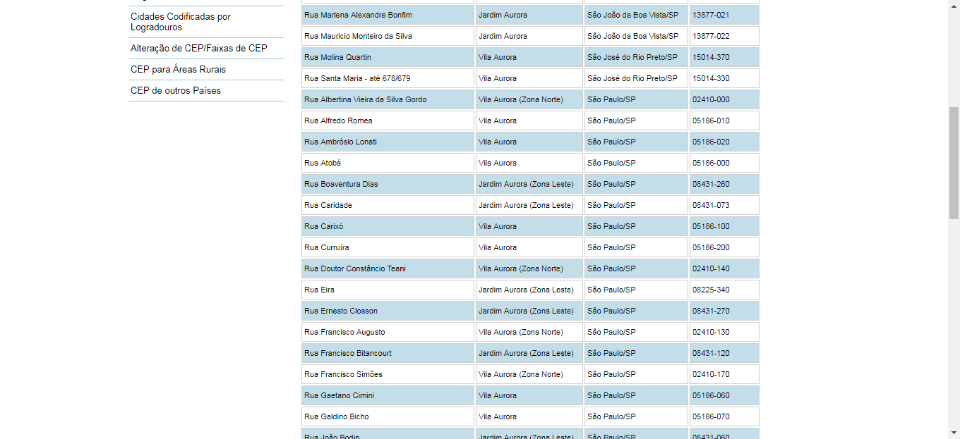 Cidades Codificadas por
Logradouros
Alteração de CEP/Faixas de CEP
CEP para Áreas Rurais
CEP de outros Países
Rua Marlena Alexandre Bonfim Jardim Aurora São João da Boa Vista/SP 13877-021
Rua Mauricio Monteiro da Silva Jardim Aurora São João da Boa Vista/SP 13877-022
Rua Molina Quartin Vila Aurora São José do Rio Preto/SP 15014-370
Rua Santa Maria - até 678/679 Vila Aurora São José do Rio Preto/SP 15014-330
Rua Albertina Vieira da Silva Gordo Vila Aurora (Zona Norte) São Paulo/SP 02410-000
Rua Alfredo Romea Vila Aurora São Paulo/SP 05186-010
Rua Ambrósio Lonati Vila Aurora São Paulo/SP 05186-020
Rua Atobá Vila Aurora São Paulo/SP 05186-000
Rua Boaventura Dias Jardim Aurora (Zona Leste) São Paulo/SP 08431-260
Rua Caridade Jardim Aurora (Zona Leste) São Paulo/SP 08431-073
Rua Carixó Vila Aurora São Paulo/SP 05186-100
Rua Curruíra Vila Aurora São Paulo/SP 05186-200
Rua Doutor Constâncio Teani Vila Aurora (Zona Norte) São Paulo/SP 02410-140
Rua Eira Jardim Aurora (Zona Leste) São Paulo/SP 08225-340
Rua Ernesto Closson Jardim Aurora (Zona Leste) São Paulo/SP 08431-270
Rua Francisco Augusto Vila Aurora (Zona Norte) São Paulo/SP 02410-130
Rua Francisco Bitancourt Jardim Aurora (Zona Leste) São Paulo/SP 08431-120
Rua Francisco Simões Vila Aurora (Zona Norte) São Paulo/SP 02410-170
Rua Gaetano Cimini Vila Aurora São Paulo/SP 05186-060
Rua Galdino Bicho Vila Aurora São Paulo/SP 05186-070
Rua João Bodin Jardim Aurora (Zona Leste) São Paulo/SP 08431-060